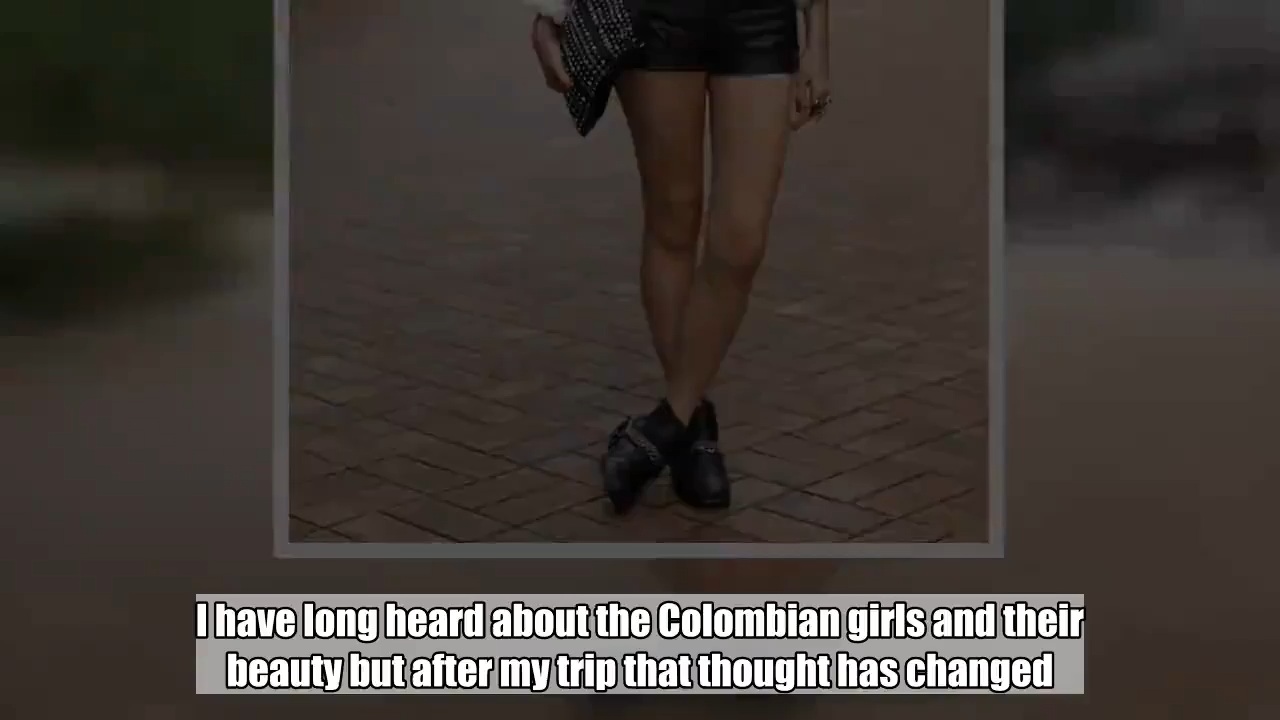 I have long heard about the Colombian girls and their
beauty but after my trip that thought has changed